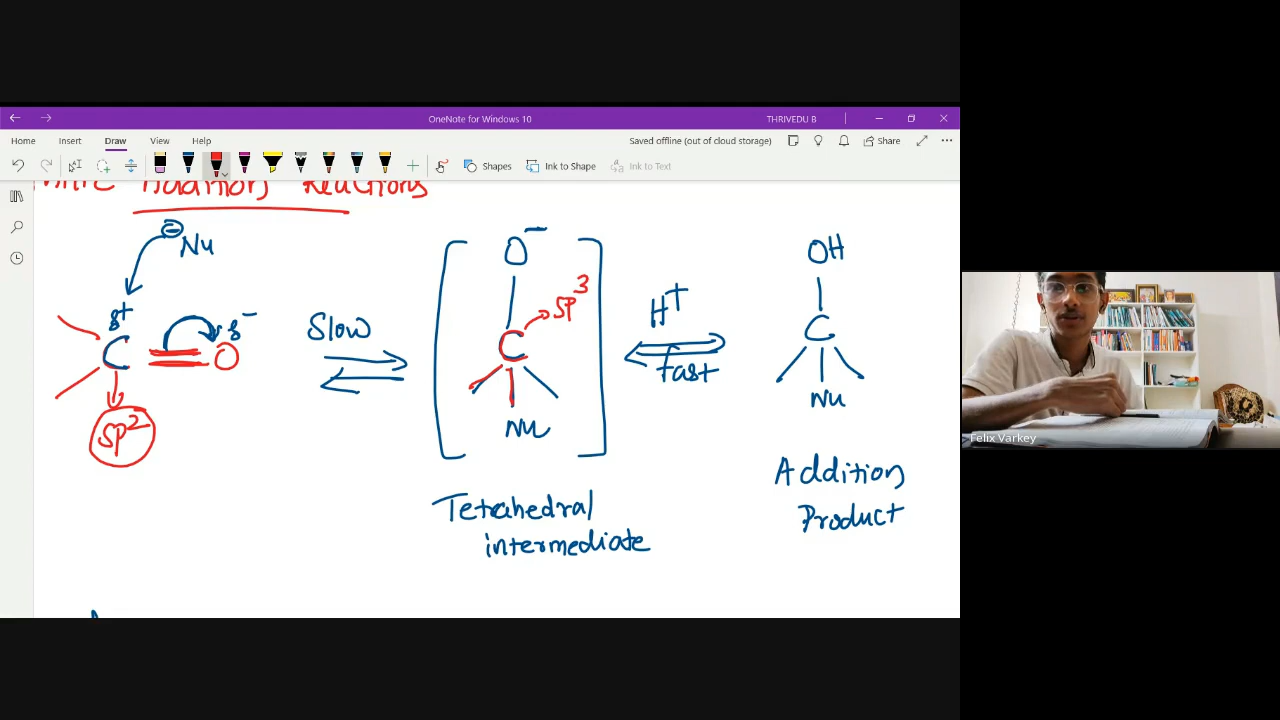 OneNote for Windows 10
THRIVEDU B
Home Insert Draw View Help
Saved offline (out of cloud storage)
Share
Shapes
Ink to Shape
Ink to Text
Addition Reactions
⊖
Nu
δ+
C = O
δ-
SP²
Slow
O⁻
C
SP³
Nu
Tetrahedral
intermediate
H⁺
fast
OH
C
Nu
Addition
Product
Felix Varkey